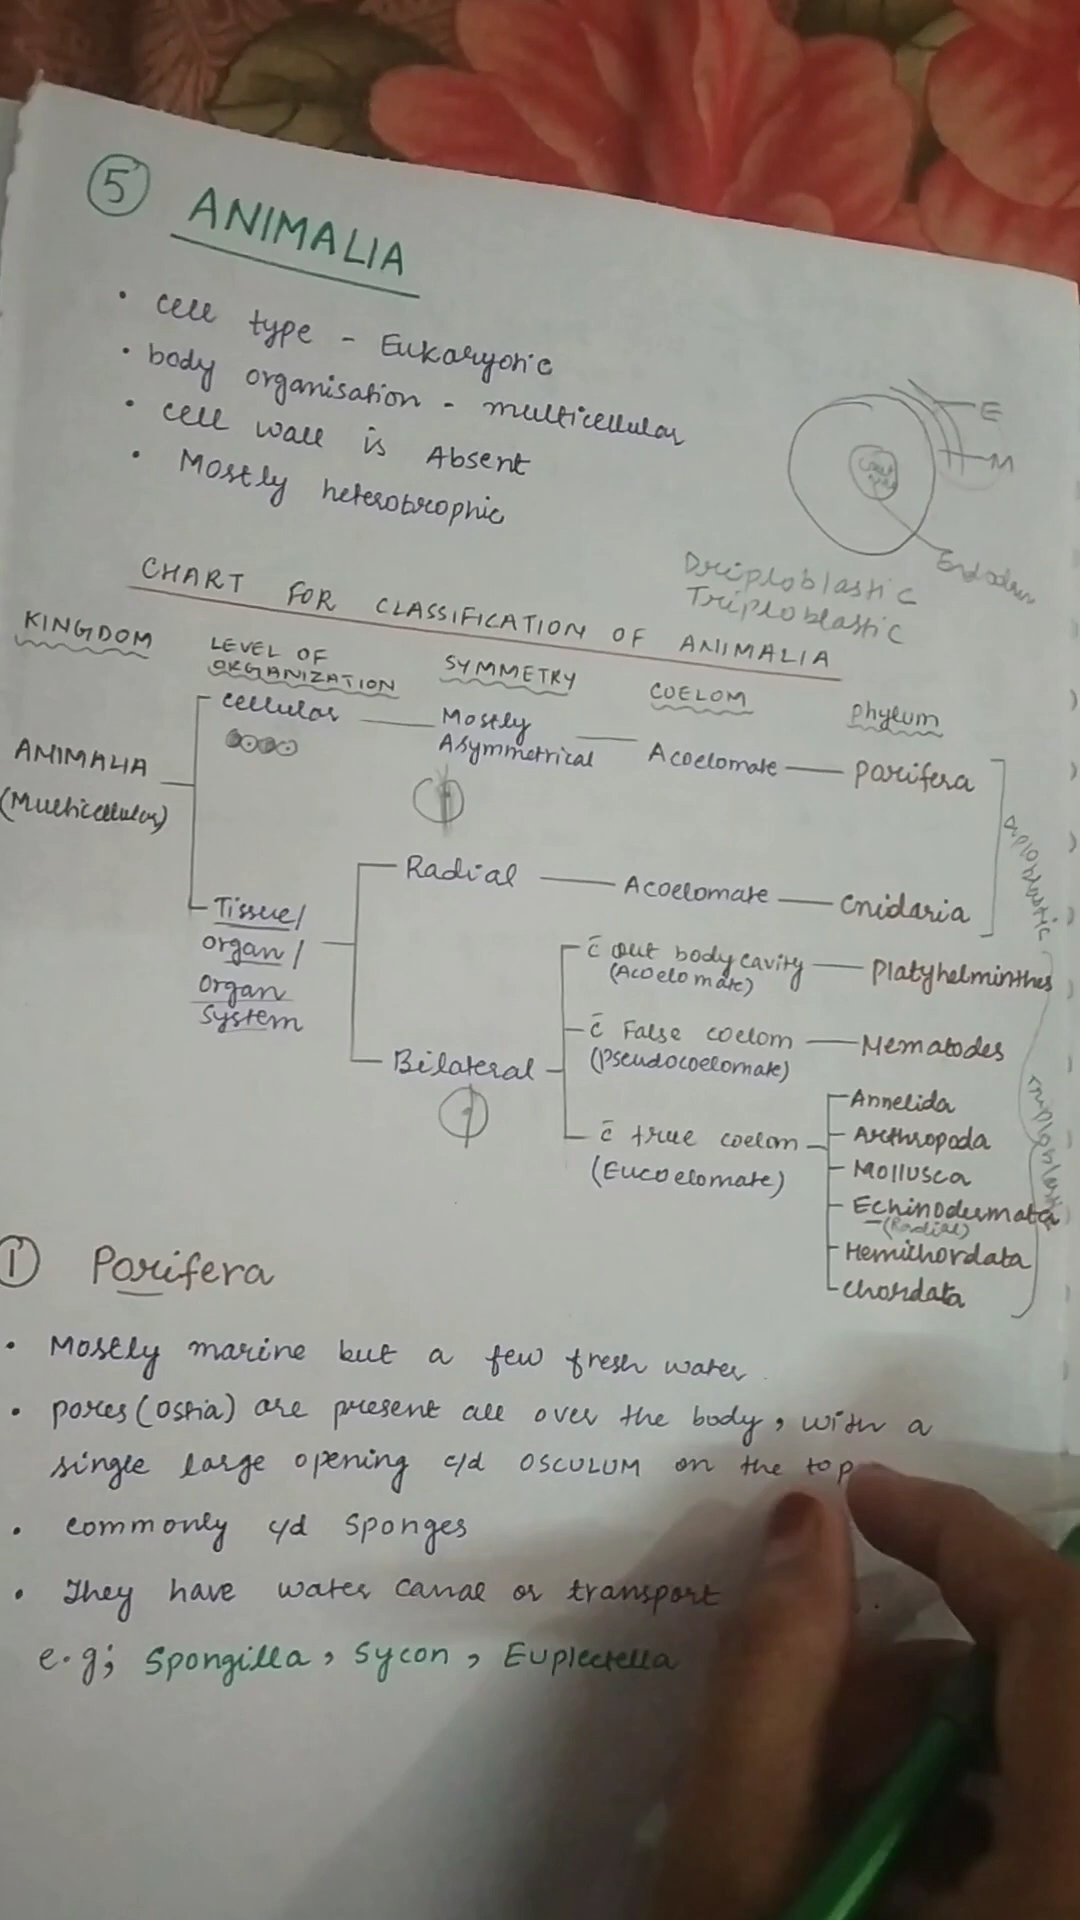 5 ANIMALIA
• cell type - Eukaryotic
• body organisation - multicellular
• cell wall is Absent
• Mostly heterotrophic
E
M
Endoderm
Driploblastic
Triploblastic
CHART FOR CLASSIFICATION OF ANIMALIA
KINGDOM
LEVEL OF
ORGANIZATION
SYMMETRY
COELOM
Phylum
ANIMALIA
(Multicellular)
cellular
Mostly
Asymmetrical
Acoelomate
Porifera
Tissue/
organ/
organ
system
Radial
Acoelomate
Cnidaria
Bilateral
c̄ out body cavity
(Acoelomate)
Platyhelminthes
c̄ False coelom
(Pseudocoelomate)
Nematodes
c̄ true coelom
(Eucoelomate)
Annelida
Arthropoda
Mollusca
Echinodermata
(Radial)
Hemichordata
chordata
1 Porifera
• Mostly marine but a few fresh water.
• pores (ostia) are present all over the body, with a
single large opening c/d OSCULUM on the top
• commonly c/d sponges
• They have water canal or transport
e.g; Spongilla, Sycon, Euplectella